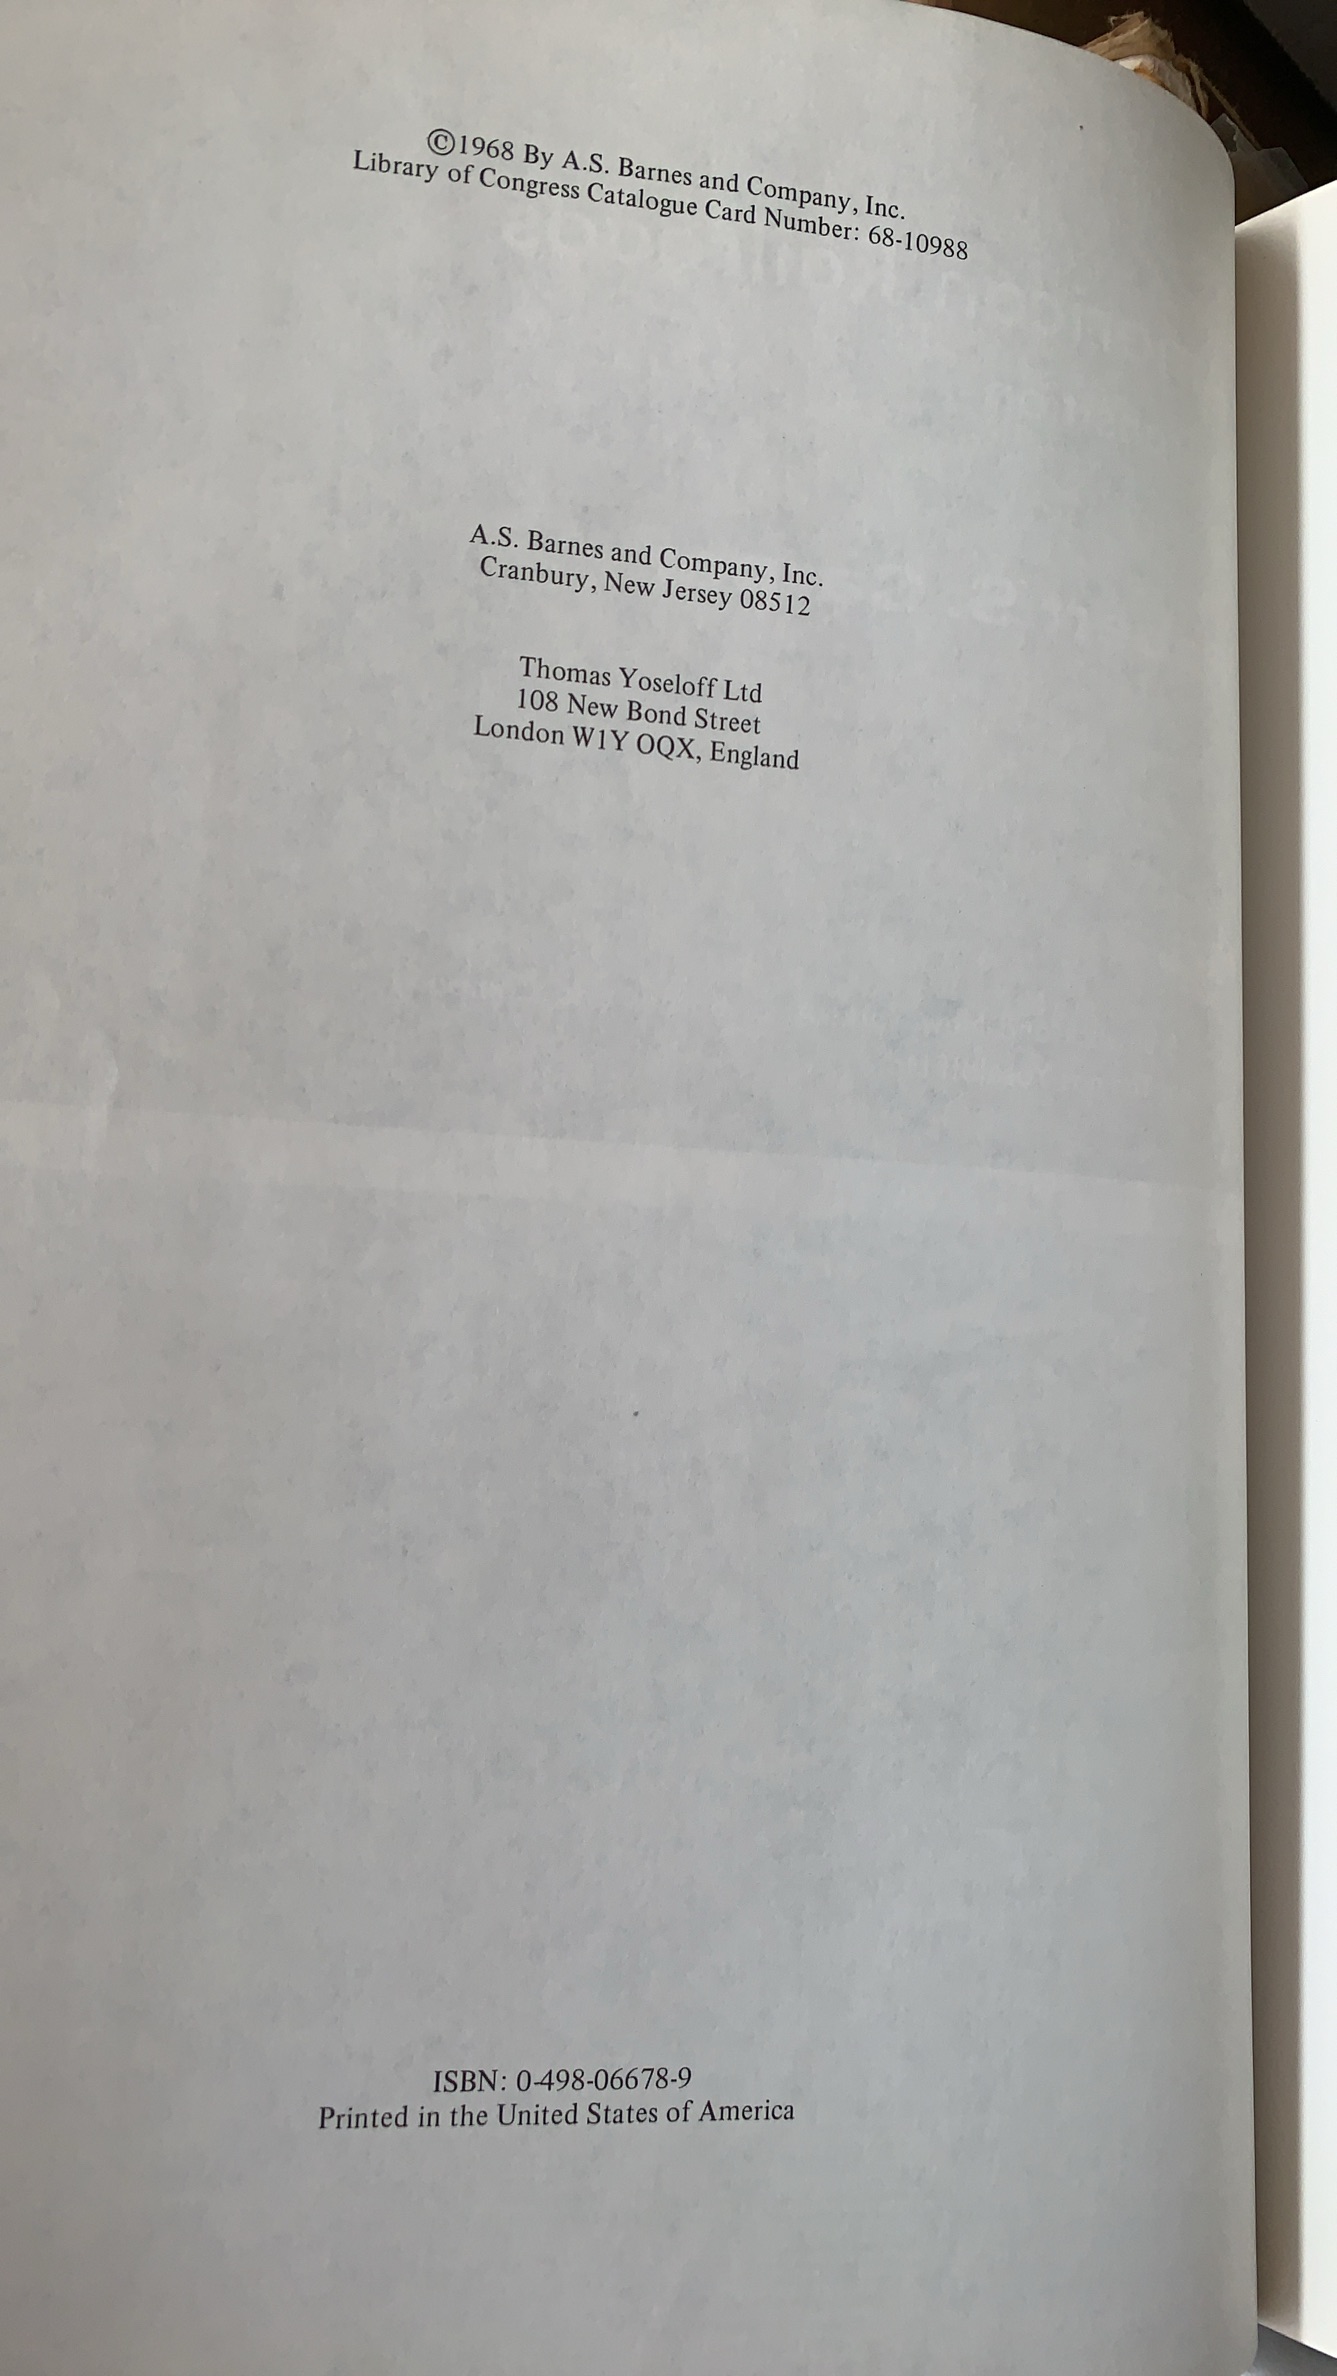 ©1968 By A.S. Barnes and Company, Inc.
Library of Congress Catalogue Card Number: 68-10988
A.S. Barnes and Company, Inc.
Cranbury, New Jersey 08512
Thomas Yoseloff Ltd
108 New Bond Street
London W1Y OQX, England
ISBN: 0-498-06678-9
Printed in the United States of America